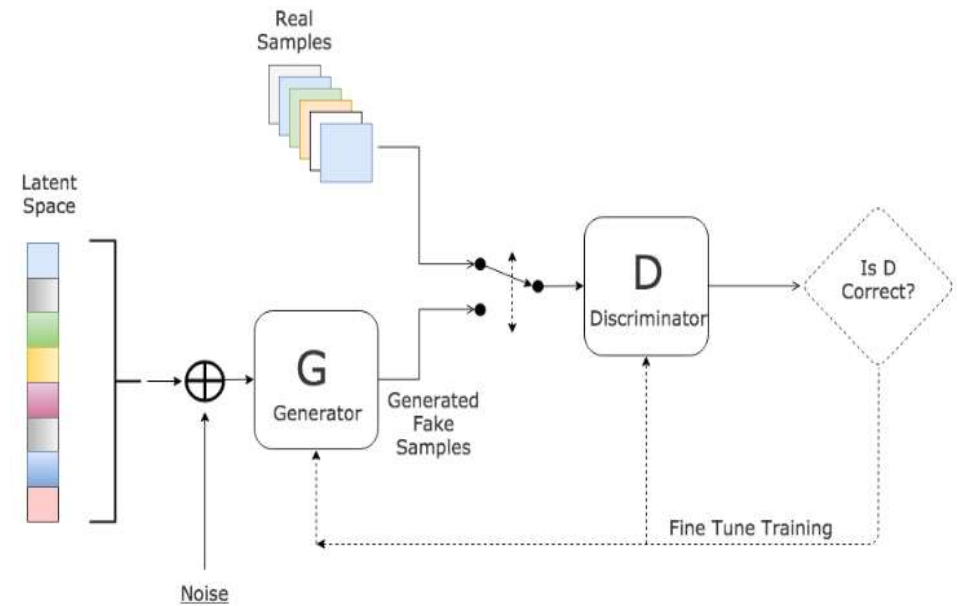 Real
Samples
Latent
Space
D
Discriminator
Is D
Correct?
G
Generator
Generated
Fake
Samples
Fine Tune Training
Noise